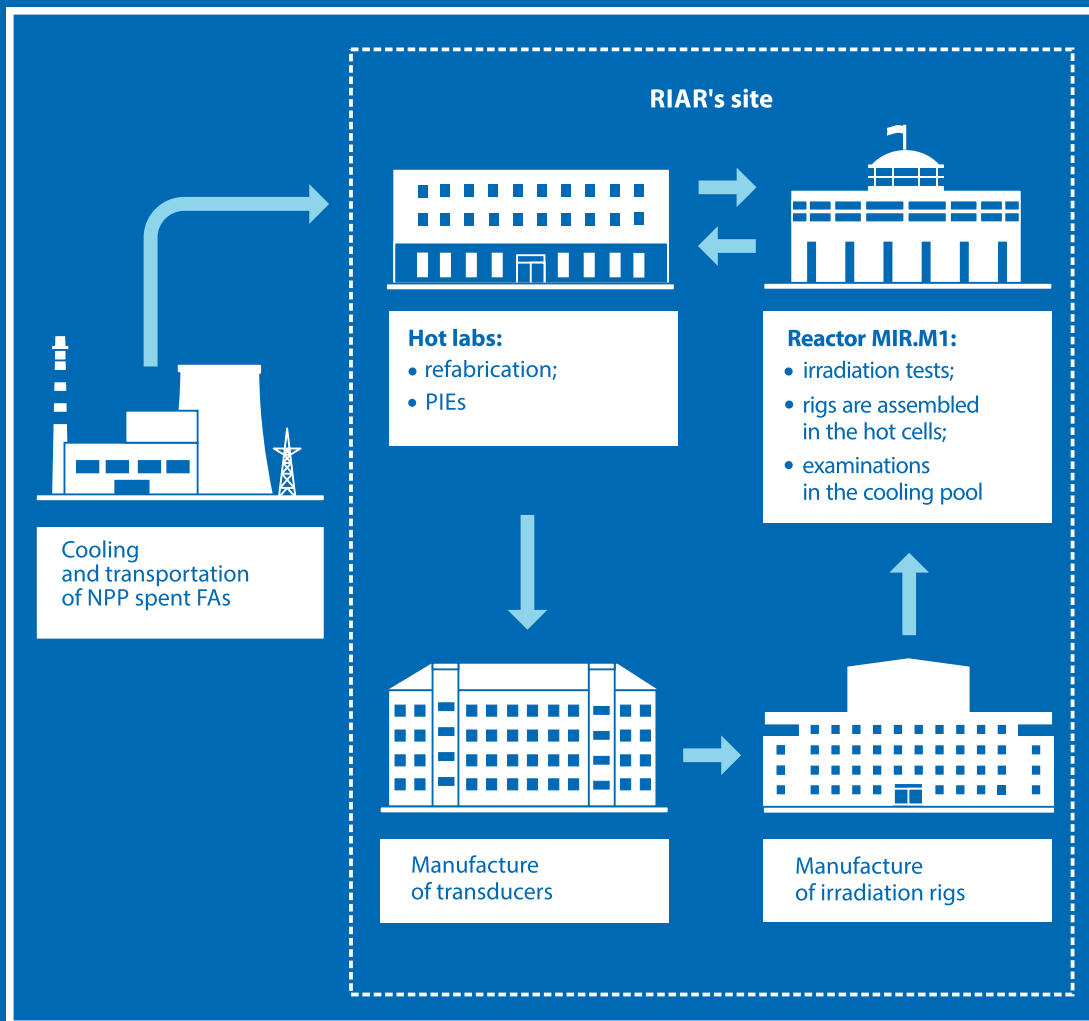 RIAR's site
Hot labs:
• refabrication;
• PIEs
Reactor MIR.M1:
• irradiation tests;
• rigs are assembled
in the hot cells;
• examinations
in the cooling pool
Cooling
and transportation
of NPP spent FAs
Manufacture
of transducers
Manufacture
of irradiation rigs